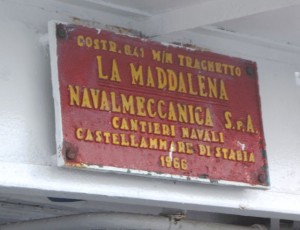 COSTR. 641 M/N TRAGHETTO
LA MADDALENA
NAVALMECCANICA S.p.A.
CANTIERI NAVALI
CASTELLAMMARE DI STABIA
1966